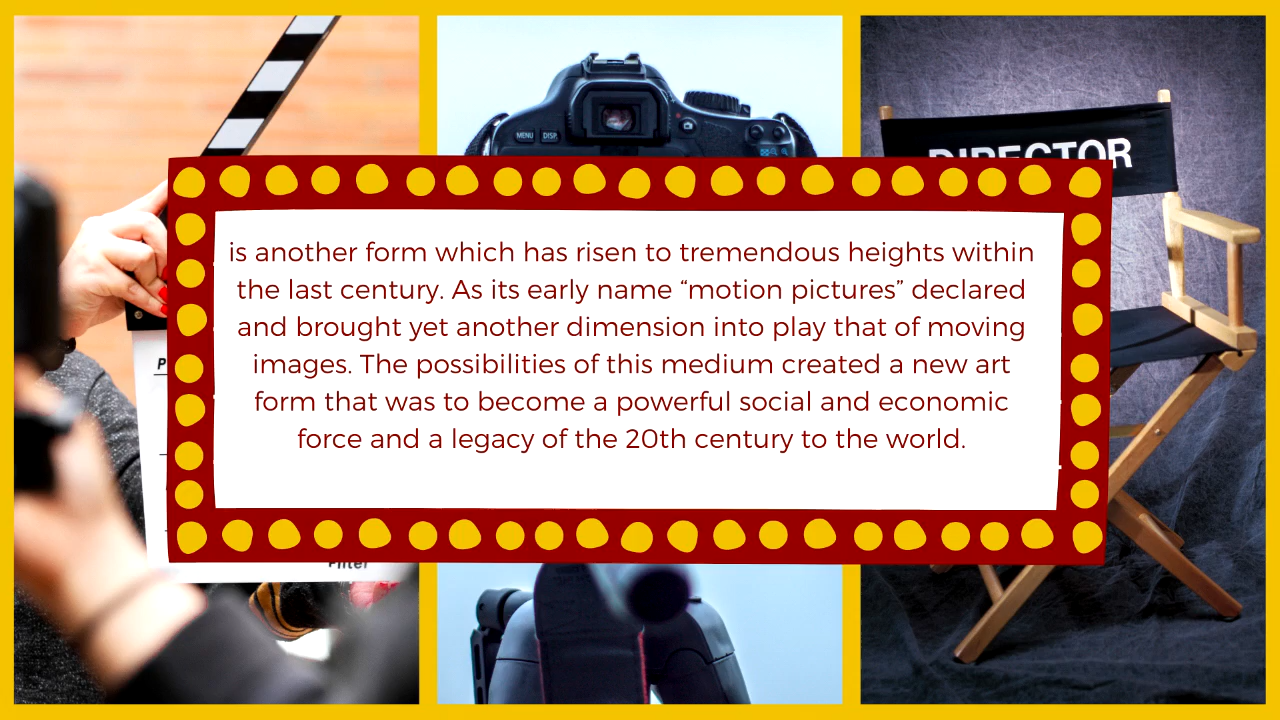 MENU DISP.
DIRECTOR
is another form which has risen to tremendous heights within
the last century. As its early name “motion pictures” declared
and brought yet another dimension into play that of moving
images. The possibilities of this medium created a new art
form that was to become a powerful social and economic
force and a legacy of the 20th century to the world.
Filter